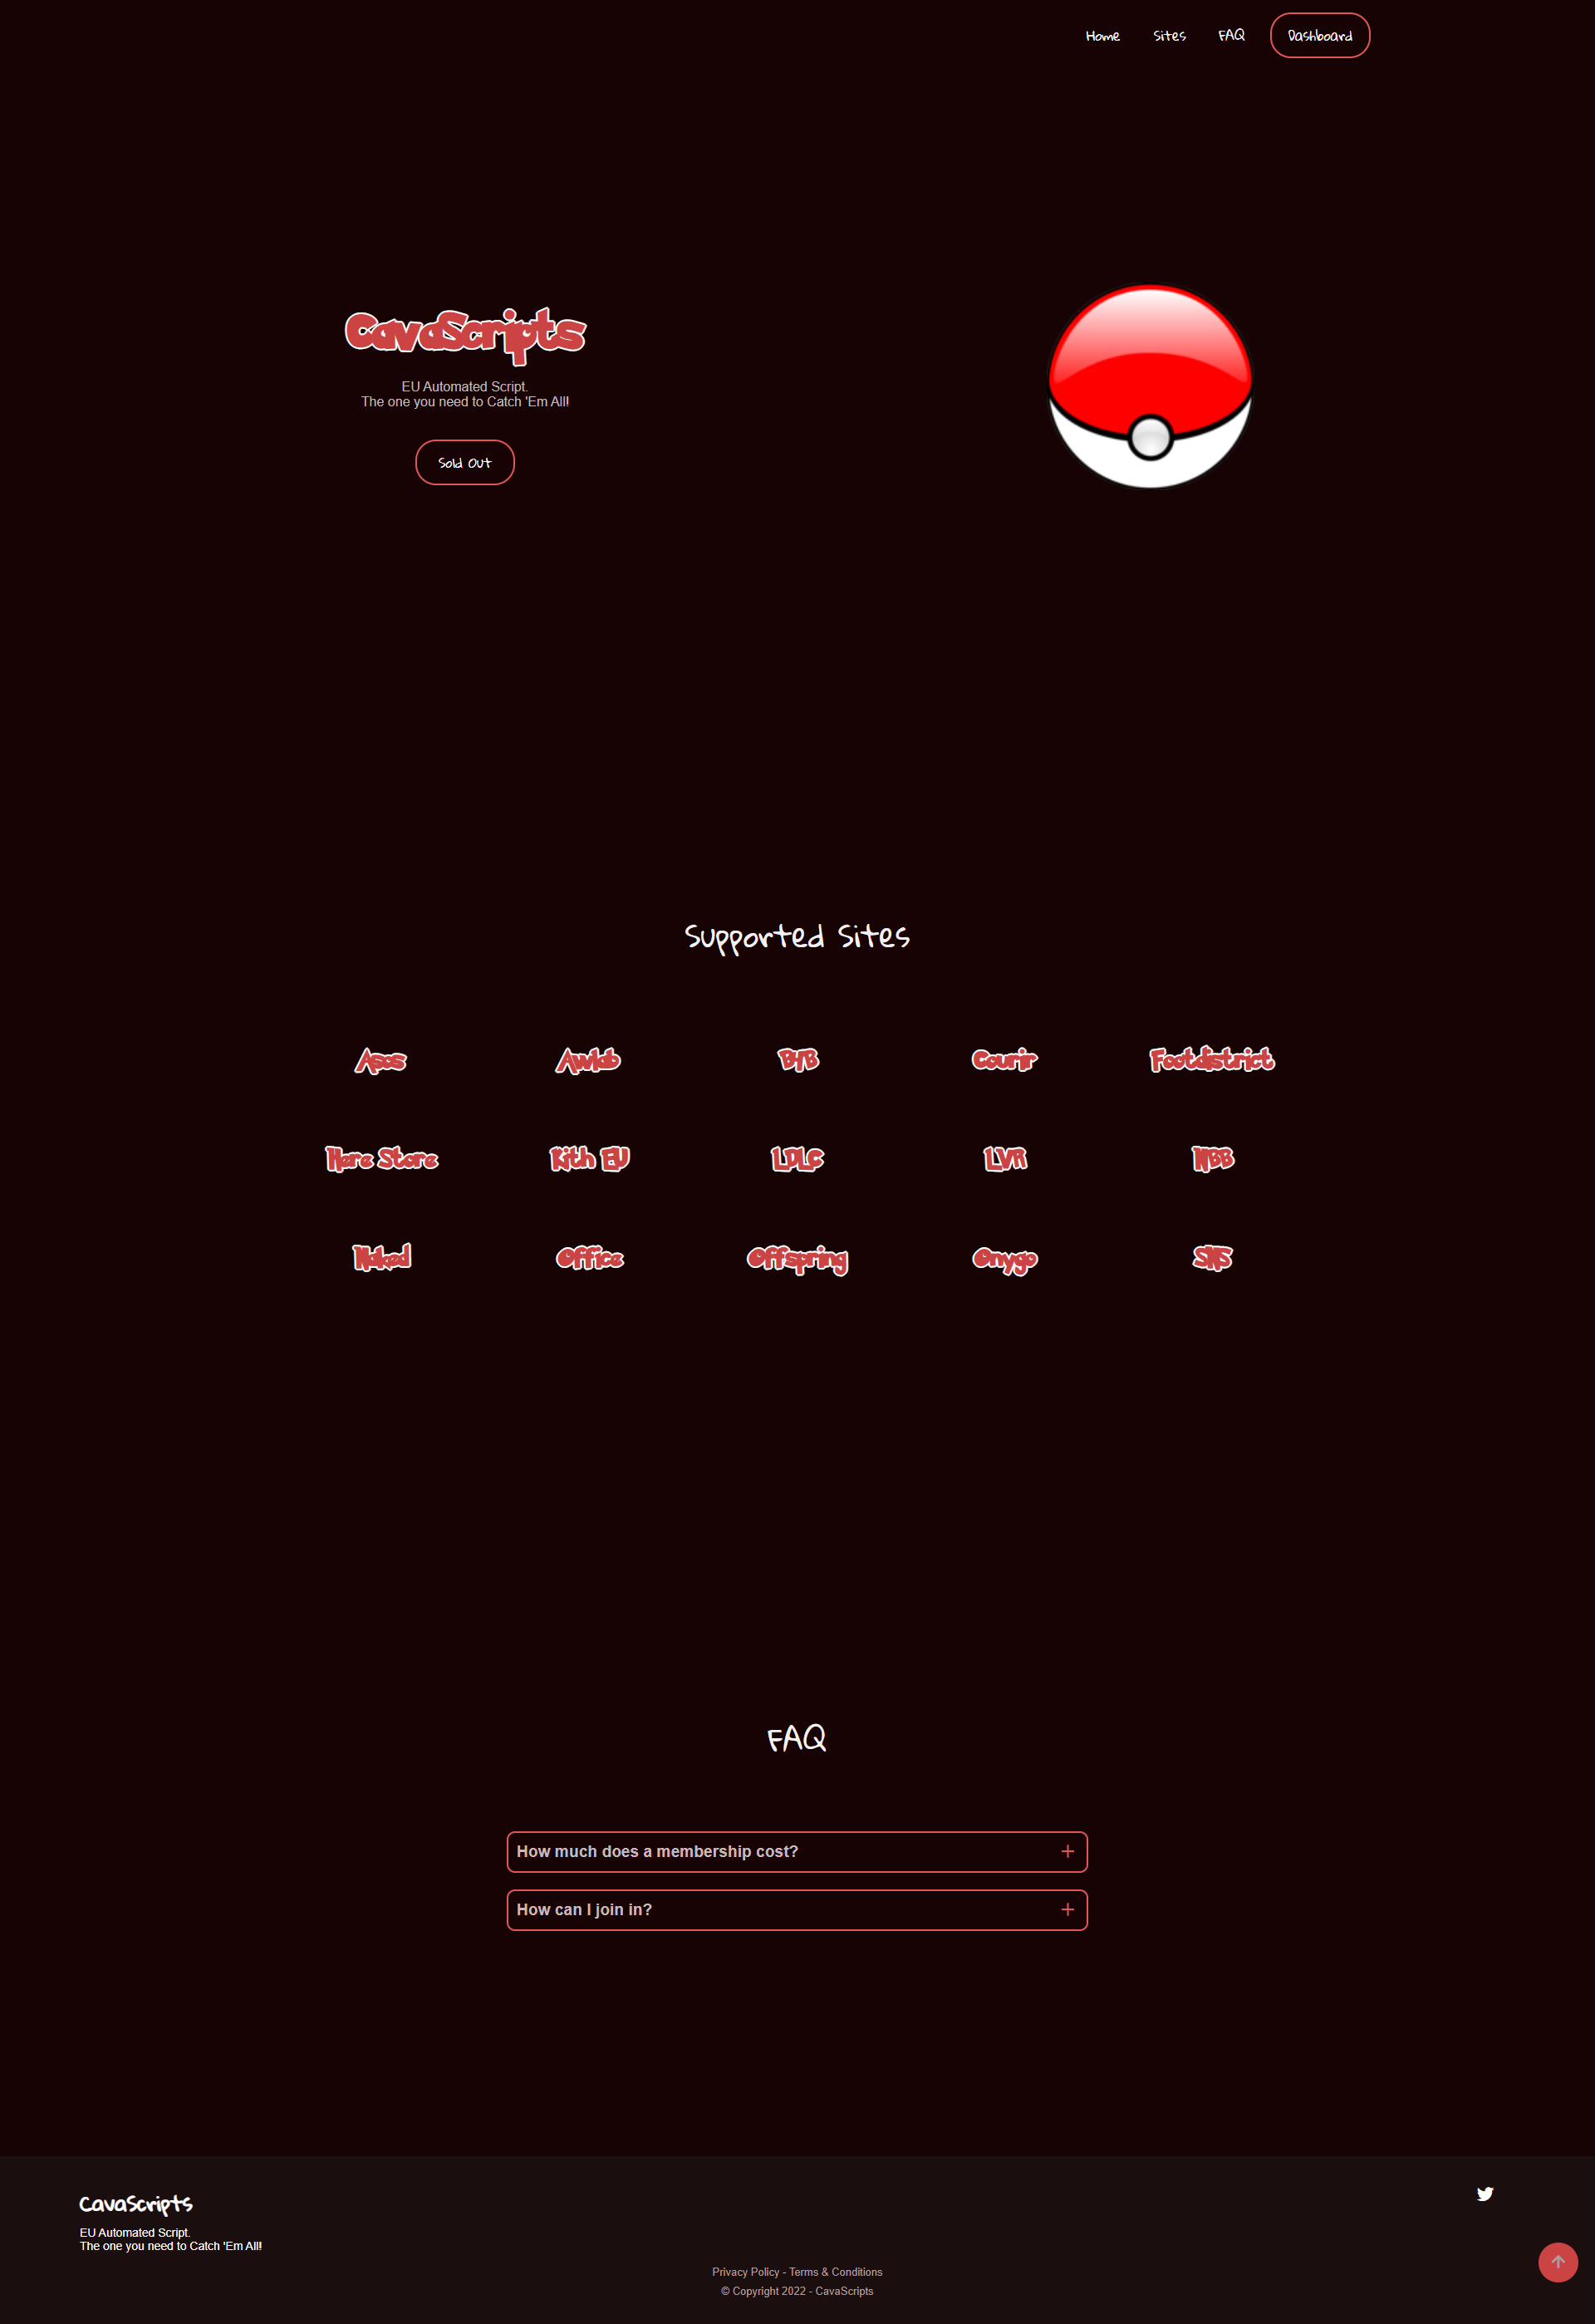 Home Sites FAQ Dashboard
CavaScripts
EU Automated Script.
The one you need to Catch 'Em All!
Sold Out
Supported Sites
Asos Awlab BYB Courir Footdistrict
Here Store Kith EU LDLC LVR NBB
Naked Office Offspring Onygo SNS
FAQ
How much does a membership cost? +
How can I join in? +
CavaScripts
EU Automated Script.
The one you need to Catch 'Em All!
Privacy Policy - Terms & Conditions
© Copyright 2022 - CavaScripts